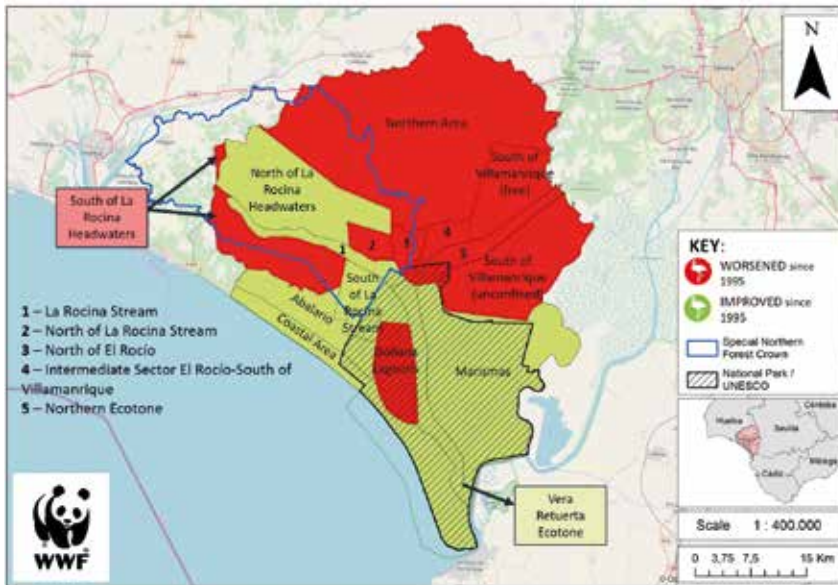 N
Northern Area
South of
Villamanrique
(free)
North of La
Rocina
Headwaters
South of La
Rocina
Headwaters
1
2
3
4
5
South of
Villamanrique
(unconfined)
South of La
Rocina
Stream
Abalario
Coastal Area
Doñana
Lagoons
Marismas
1 – La Rocina Stream
2 – North of La Rocina Stream
3 – North of El Rocío
4 – Intermediate Sector El Rocío-South of
Villamanrique
5 – Northern Ecotone
Vera
Retuerta
Ecotone
WWF
KEY:
WORSENED since
1995
IMPROVED since
1995
Special Northern
Forest Crown
National Park /
UNESCO
Huelva
Sevilla
Córdoba
Málaga
Cádiz
Scale 1 : 400.000
0 3,75 7,5 15 Km